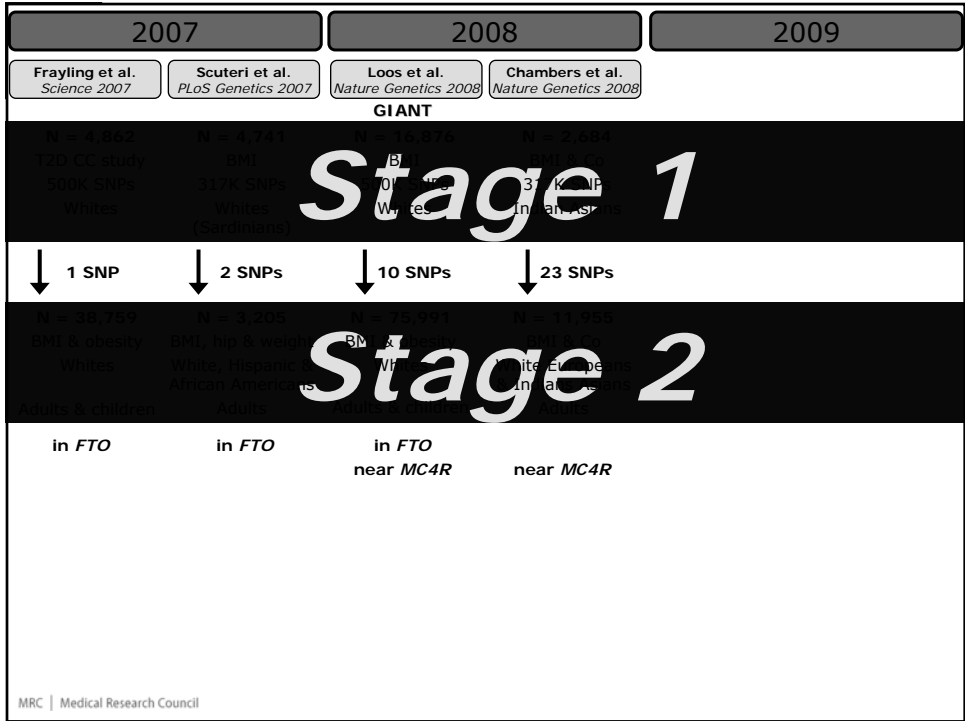 2007
2008
2009
Frayling et al.
Science 2007
Scuteri et al.
PLoS Genetics 2007
Loos et al.
Nature Genetics 2008
Chambers et al.
Nature Genetics 2008
GIANT
N = 4,862
T2D CC study
500K SNPs
Whites
N = 4,741
BMI
317K SNPs
Whites
(Sardinians)
N = 16,876
BMI
500K SNPs
Whites
N = 2,684
BMI & Co
317K SNPs
Indian Asians
Stage 1
1 SNP
2 SNPs
10 SNPs
23 SNPs
N = 38,759
BMI & obesity
Whites
Adults & children
N = 3,205
BMI, hip & weight
White, Hispanic &
African Americans
Adults
N = 75,991
BMI & obesity
Whites
Adults & children
N = 11,955
BMI & Co
White Europeans
& Indians Asians
Adults
Stage 2
in FTO
in FTO
in FTO
near MC4R
near MC4R
MRC | Medical Research Council